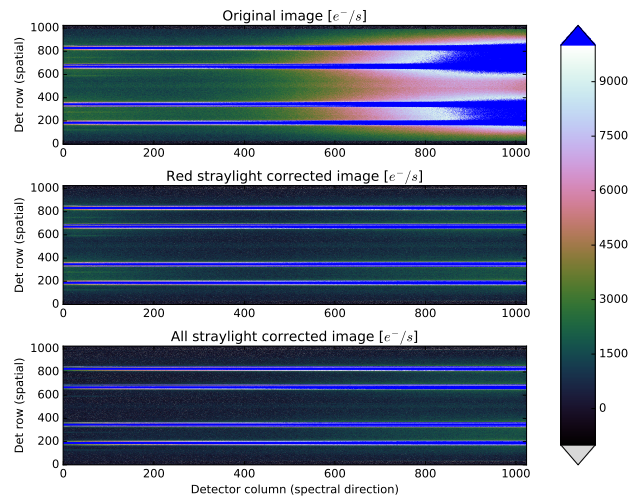 Original image [e⁻/s]
Det row (spatial)
1000
800
600
400
200
0
0 200 400 600 800 1000
Red straylight corrected image [e⁻/s]
Det row (spatial)
1000
800
600
400
200
0
0 200 400 600 800 1000
All straylight corrected image [e⁻/s]
Det row (spatial)
1000
800
600
400
200
0
0 200 400 600 800 1000
Detector column (spectral direction)
9000
7500
6000
4500
3000
1500
0